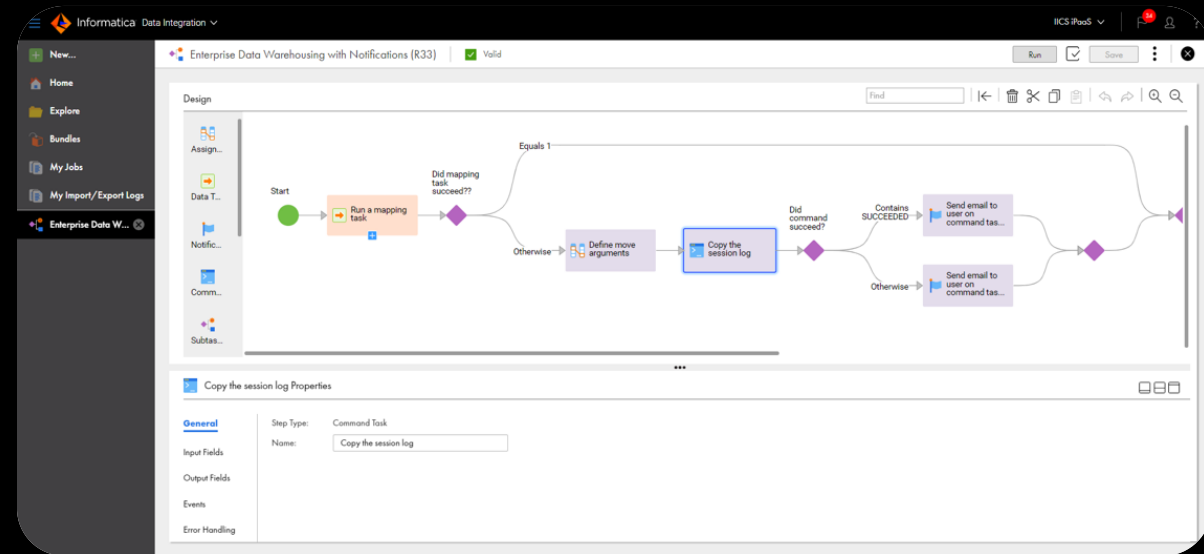 Informatica Data Integration
IICS iPaaS
34
New...
Home
Explore
Bundles
My Jobs
My Import/Export Logs
Enterprise Data W...
Enterprise Data Warehousing with Notifications (R33)
Valid
Run
Save
Design
Find
Assign...
Data T...
Notific...
Comm...
Subtas...
Start
Run a mapping
task
Did mapping
task
succeed??
Equals 1
Otherwise
Define move
arguments
Copy the
session log
Did
command
succeed?
Contains
SUCCEEDED
Send email to
user on
command tas...
Otherwise
Send email to
user on
command tas...
Copy the session log Properties
General
Input Fields
Output Fields
Events
Error Handling
Step Type: Command Task
Name: Copy the session log